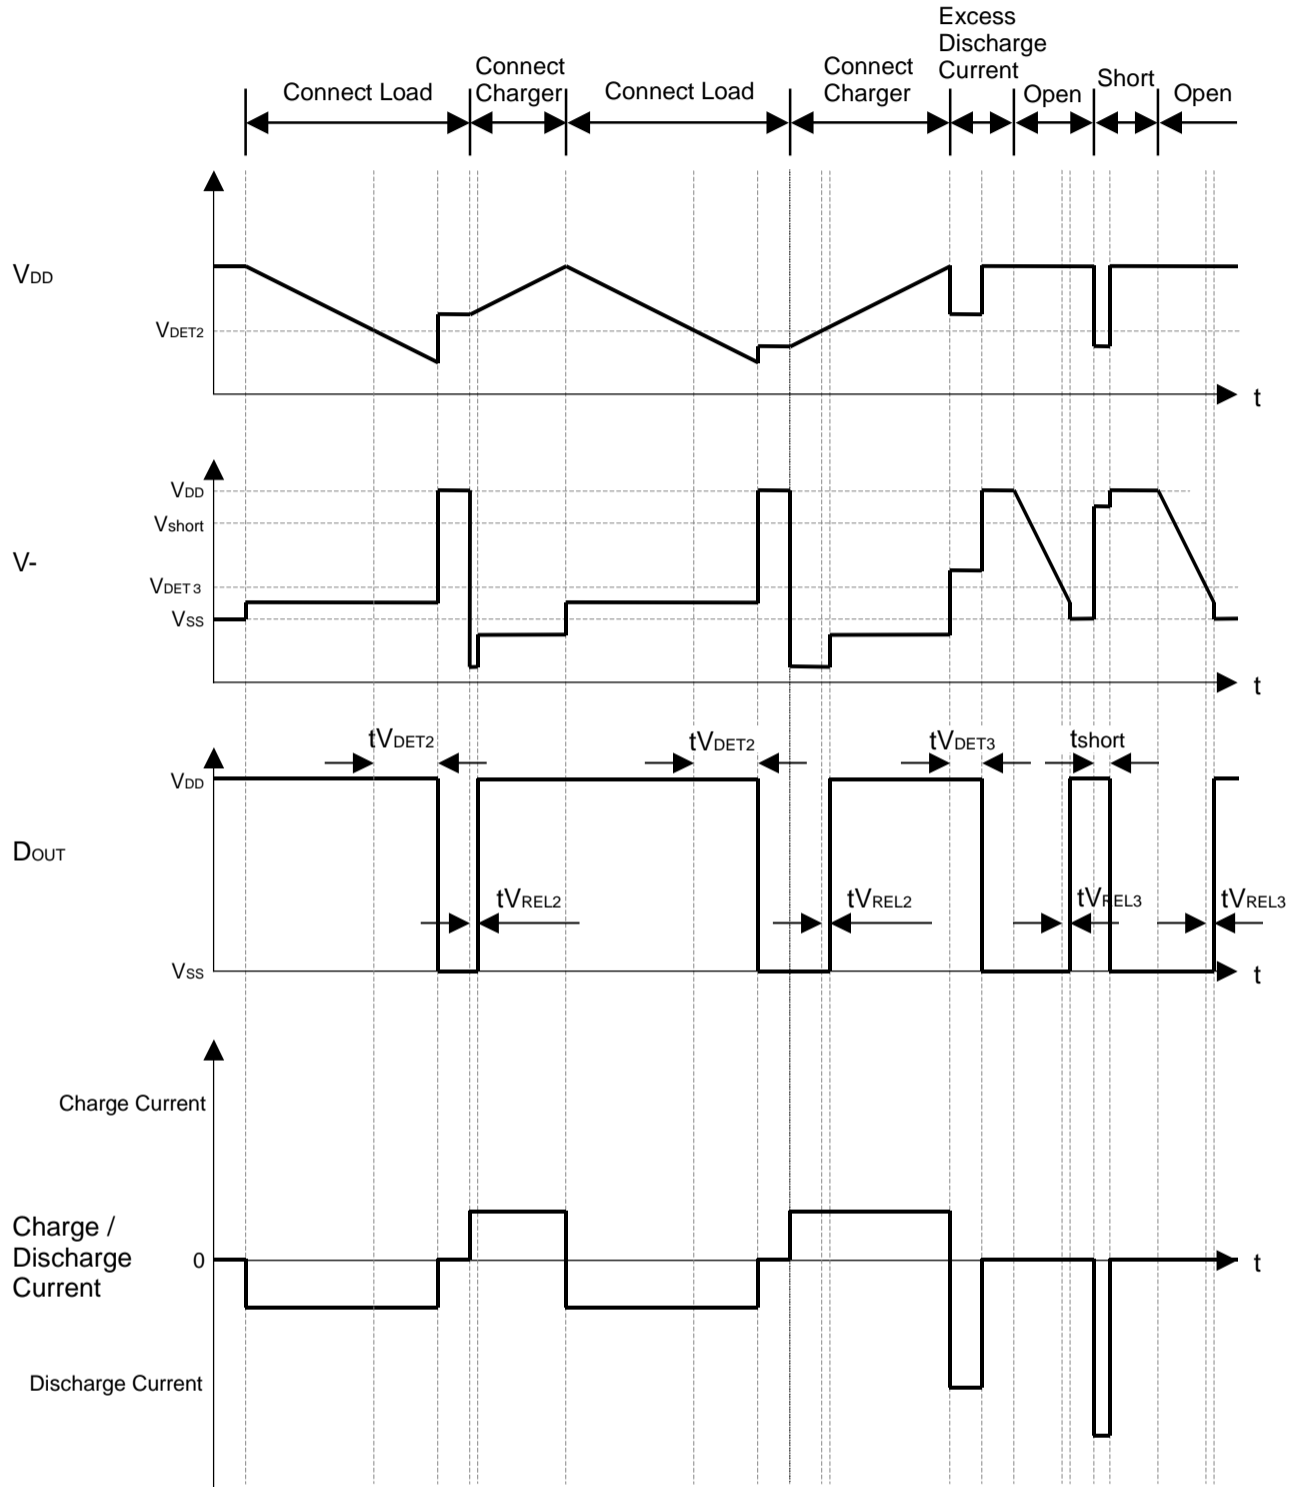 Excess
Discharge
Current
Connect Load
Connect
Charger
Connect Load
Connect
Charger
Open
Short
Open
VDD
VDET2
t
V-
VDD
Vshort
VDET3
VSS
t
tVDET2
tVDET2
tVDET3
tshort
DOUT
VDD
tVREL2
tVREL2
tVREL3
tVREL3
VSS
t
Charge Current
Charge /
Discharge
Current
0
t
Discharge Current